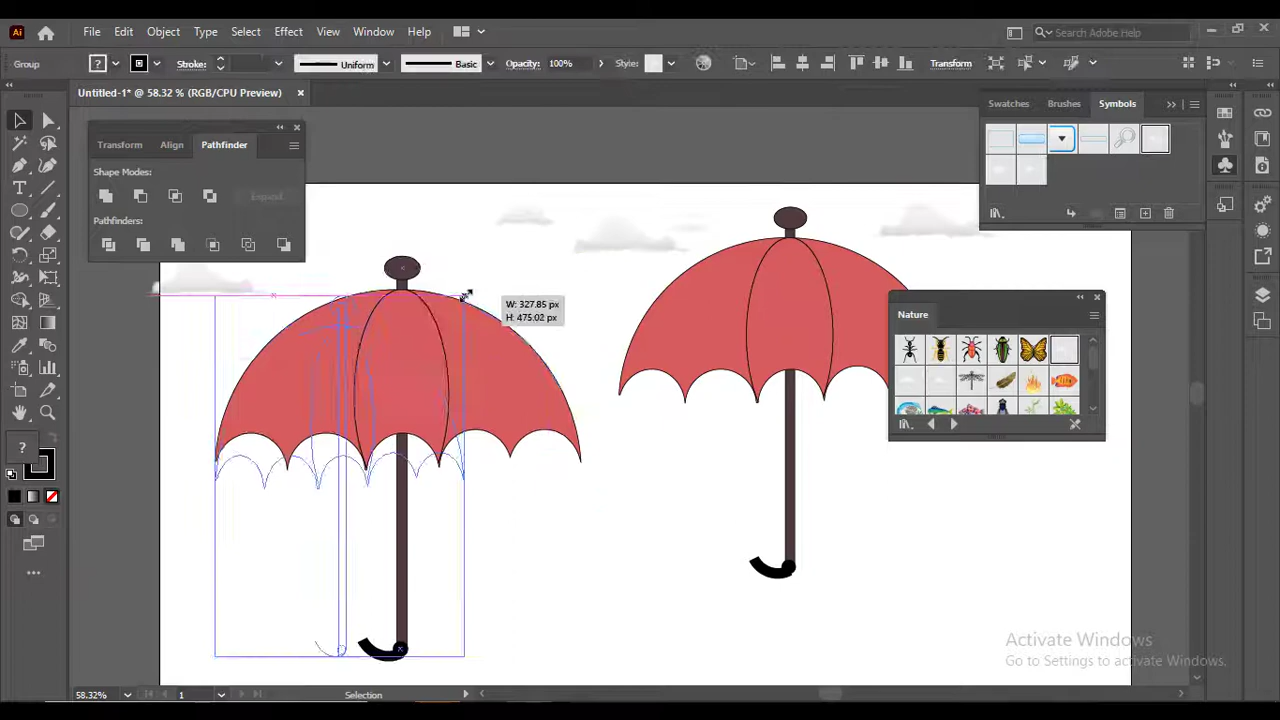 Ai File Edit Object Type Select Effect View Window Help Search Adobe Help
Group ? Stroke: Uniform Basic Opacity: 100% Style: Transform
Untitled-1* @ 58.32 % (RGB/CPU Preview)
Transform Align Pathfinder
Shape Modes:
Expand
Pathfinders:
Swatches Brushes Symbols
W: 327.85 px
H: 475.02 px
Nature
?
Activate Windows
Go to Settings to activate Windows.
58.32% 1 Selection